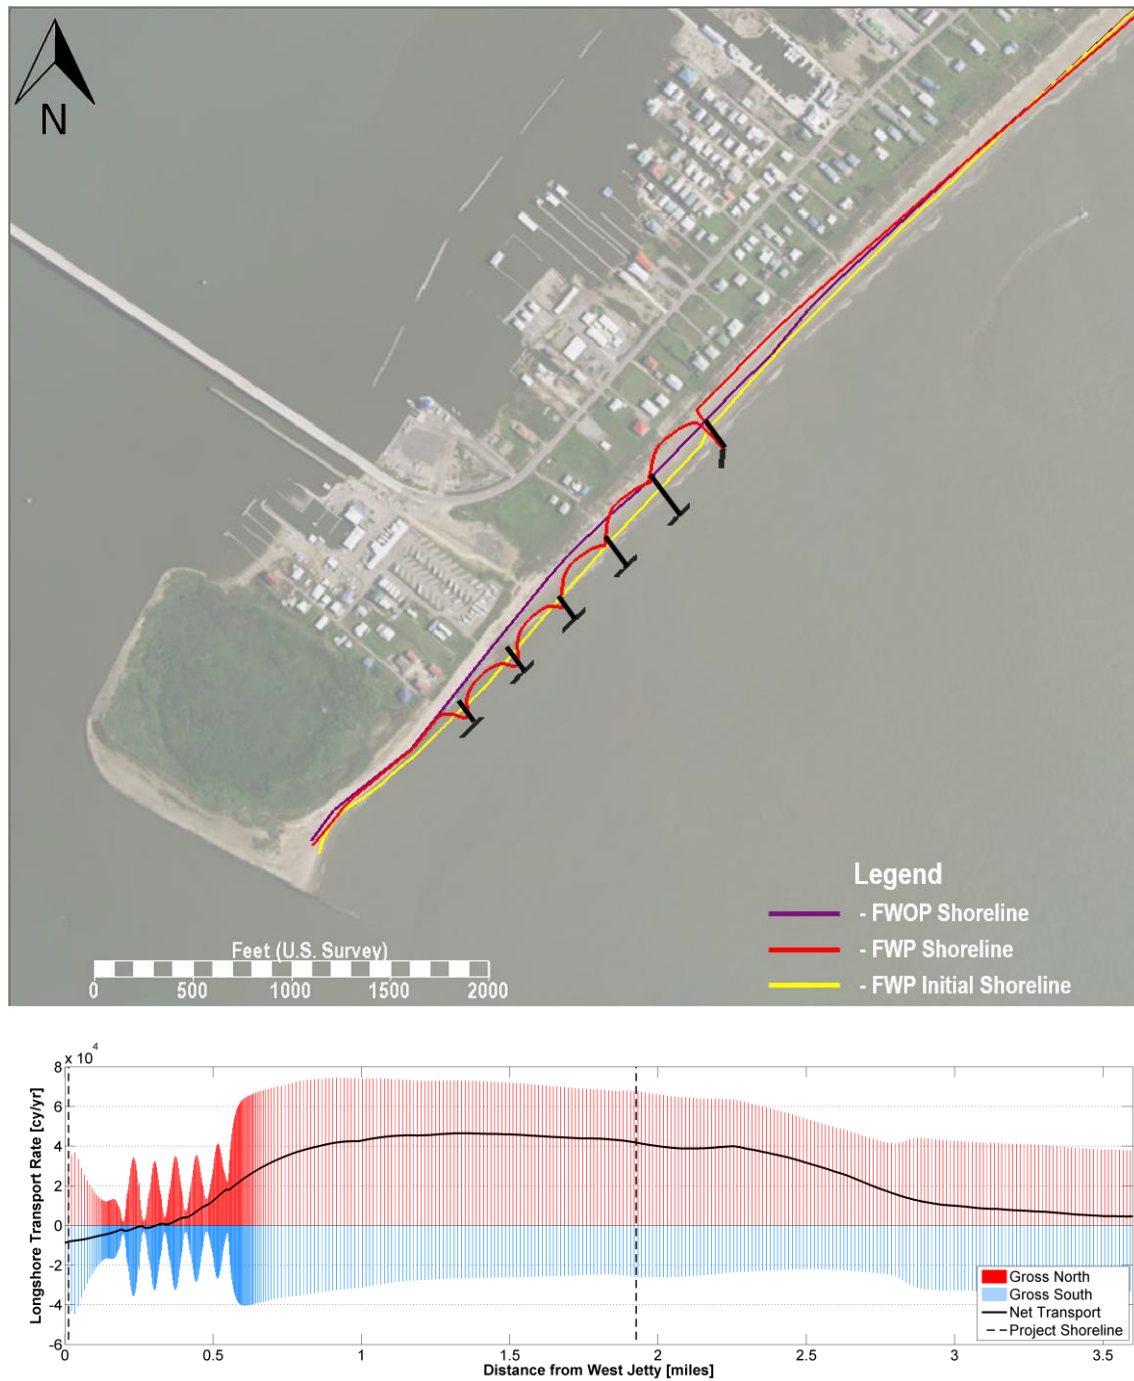 N
Legend
- FWOP Shoreline
- FWP Shoreline
- FWP Initial Shoreline
Feet (U.S. Survey)
0 500 1000 1500 2000
x 10^4
Longshore Transport Rate [cy/yr]
8
6
4
2
0
-2
-4
-6
Gross North
Gross South
Net Transport
Project Shoreline
0 0.5 1 1.5 2 2.5 3 3.5
Distance from West Jetty [miles]